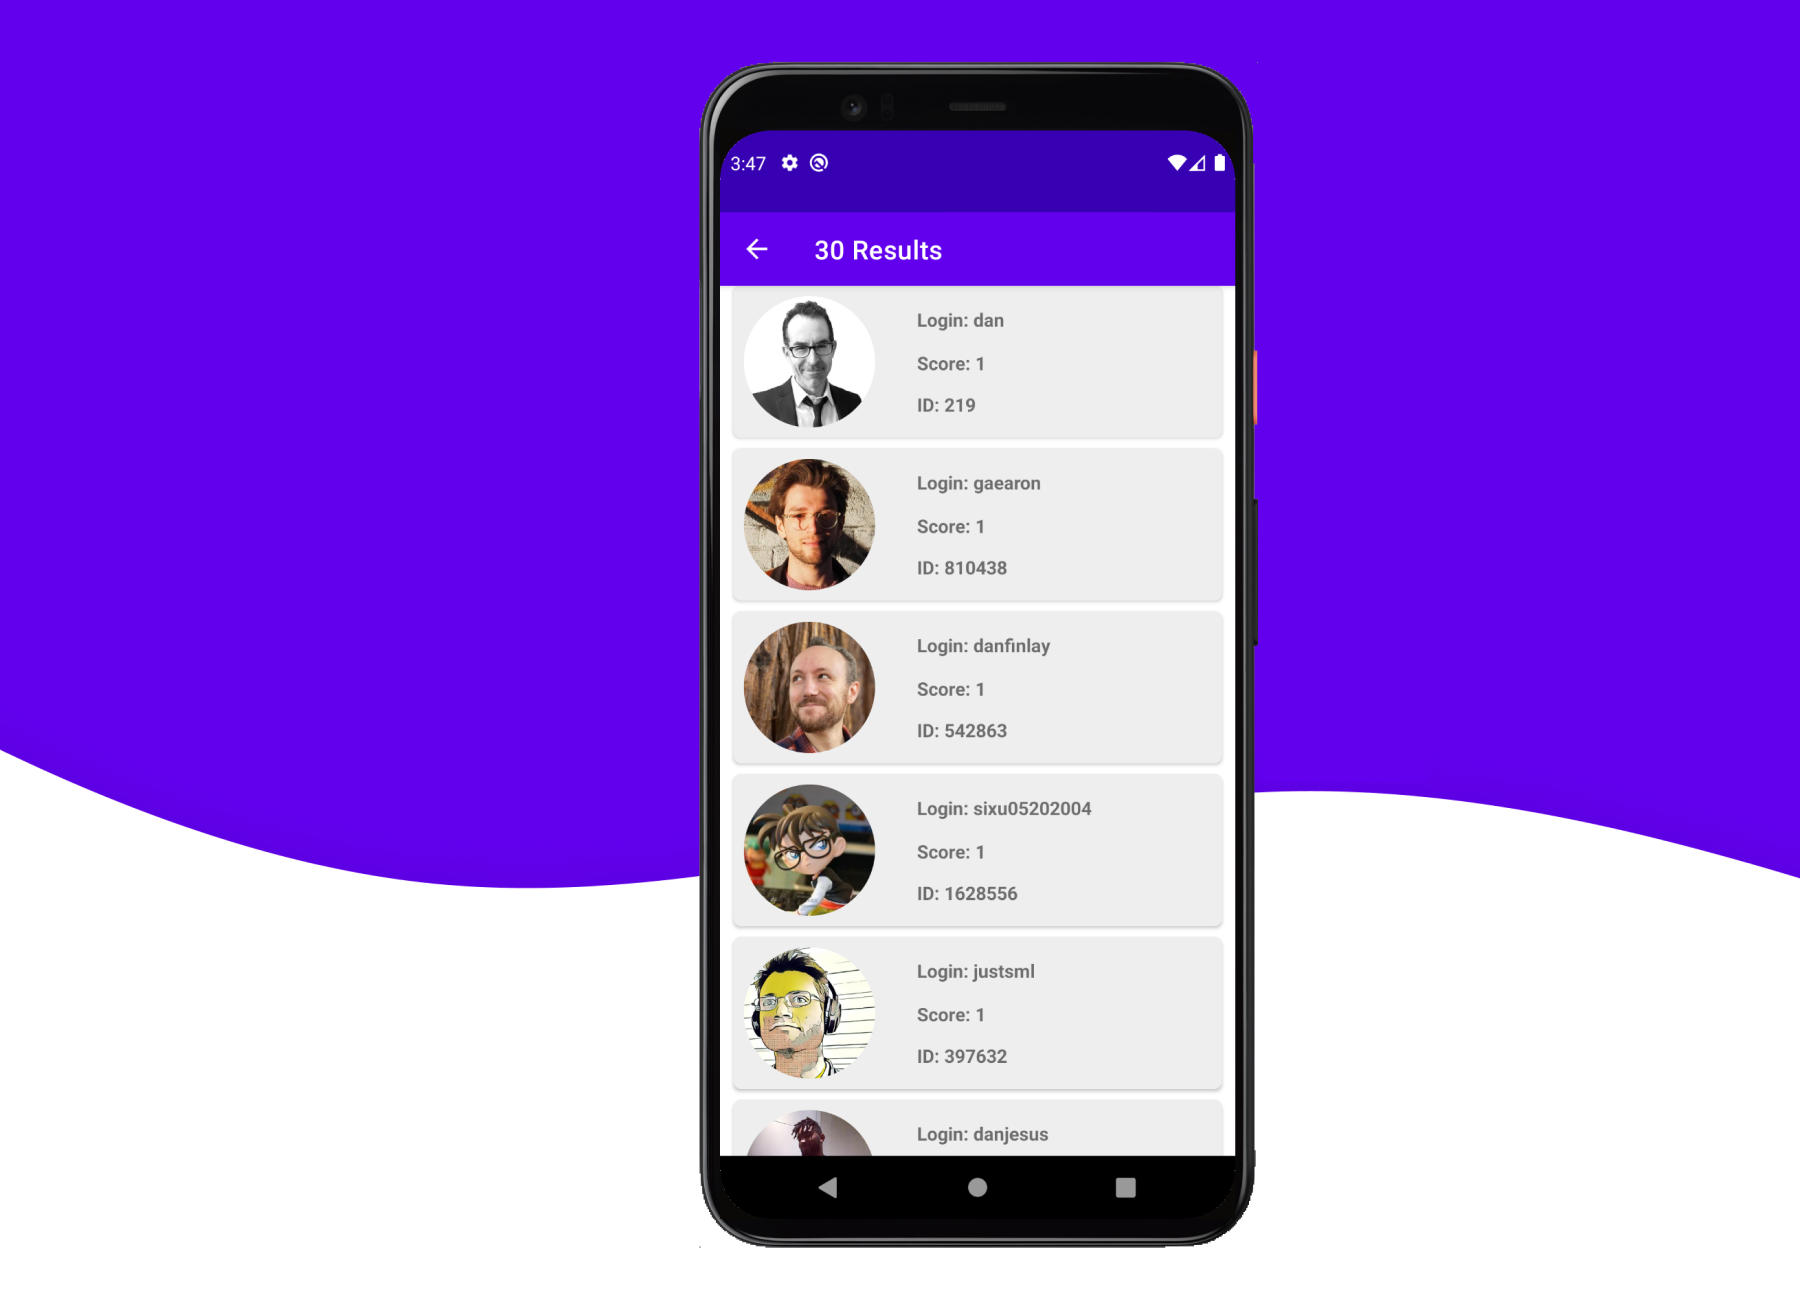 3:47
30 Results
Login: dan
Score: 1
ID: 219
Login: gaearon
Score: 1
ID: 810438
Login: danfinlay
Score: 1
ID: 542863
Login: sixu05202004
Score: 1
ID: 1628556
Login: justsml
Score: 1
ID: 397632
Login: danjesus